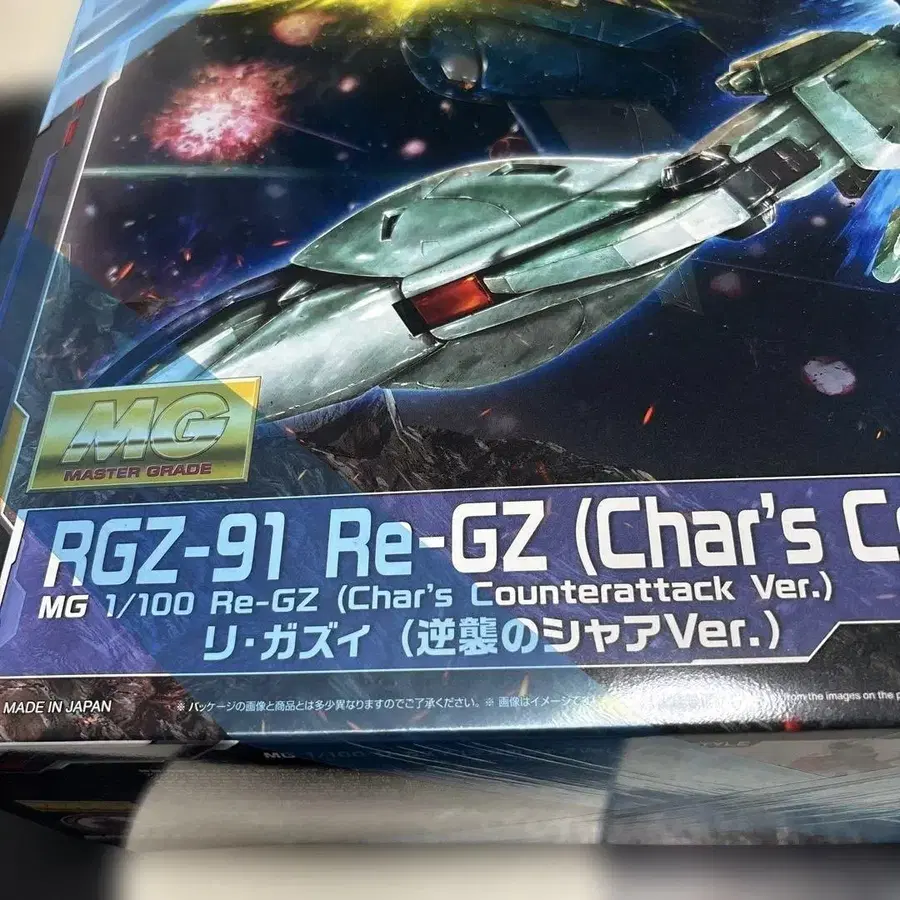 MG
MASTER GRADE
RGZ-91 Re-GZ (Char's C
MG 1/100 Re-GZ (Char's Counterattack Ver.)
リ・ガズィ (逆襲のシャアVer.)
MADE IN JAPAN
※パッケージの画像と商品とは多少異なりますのでご了承ください。※画像はイメージです
from the images on the p
MG 1/100